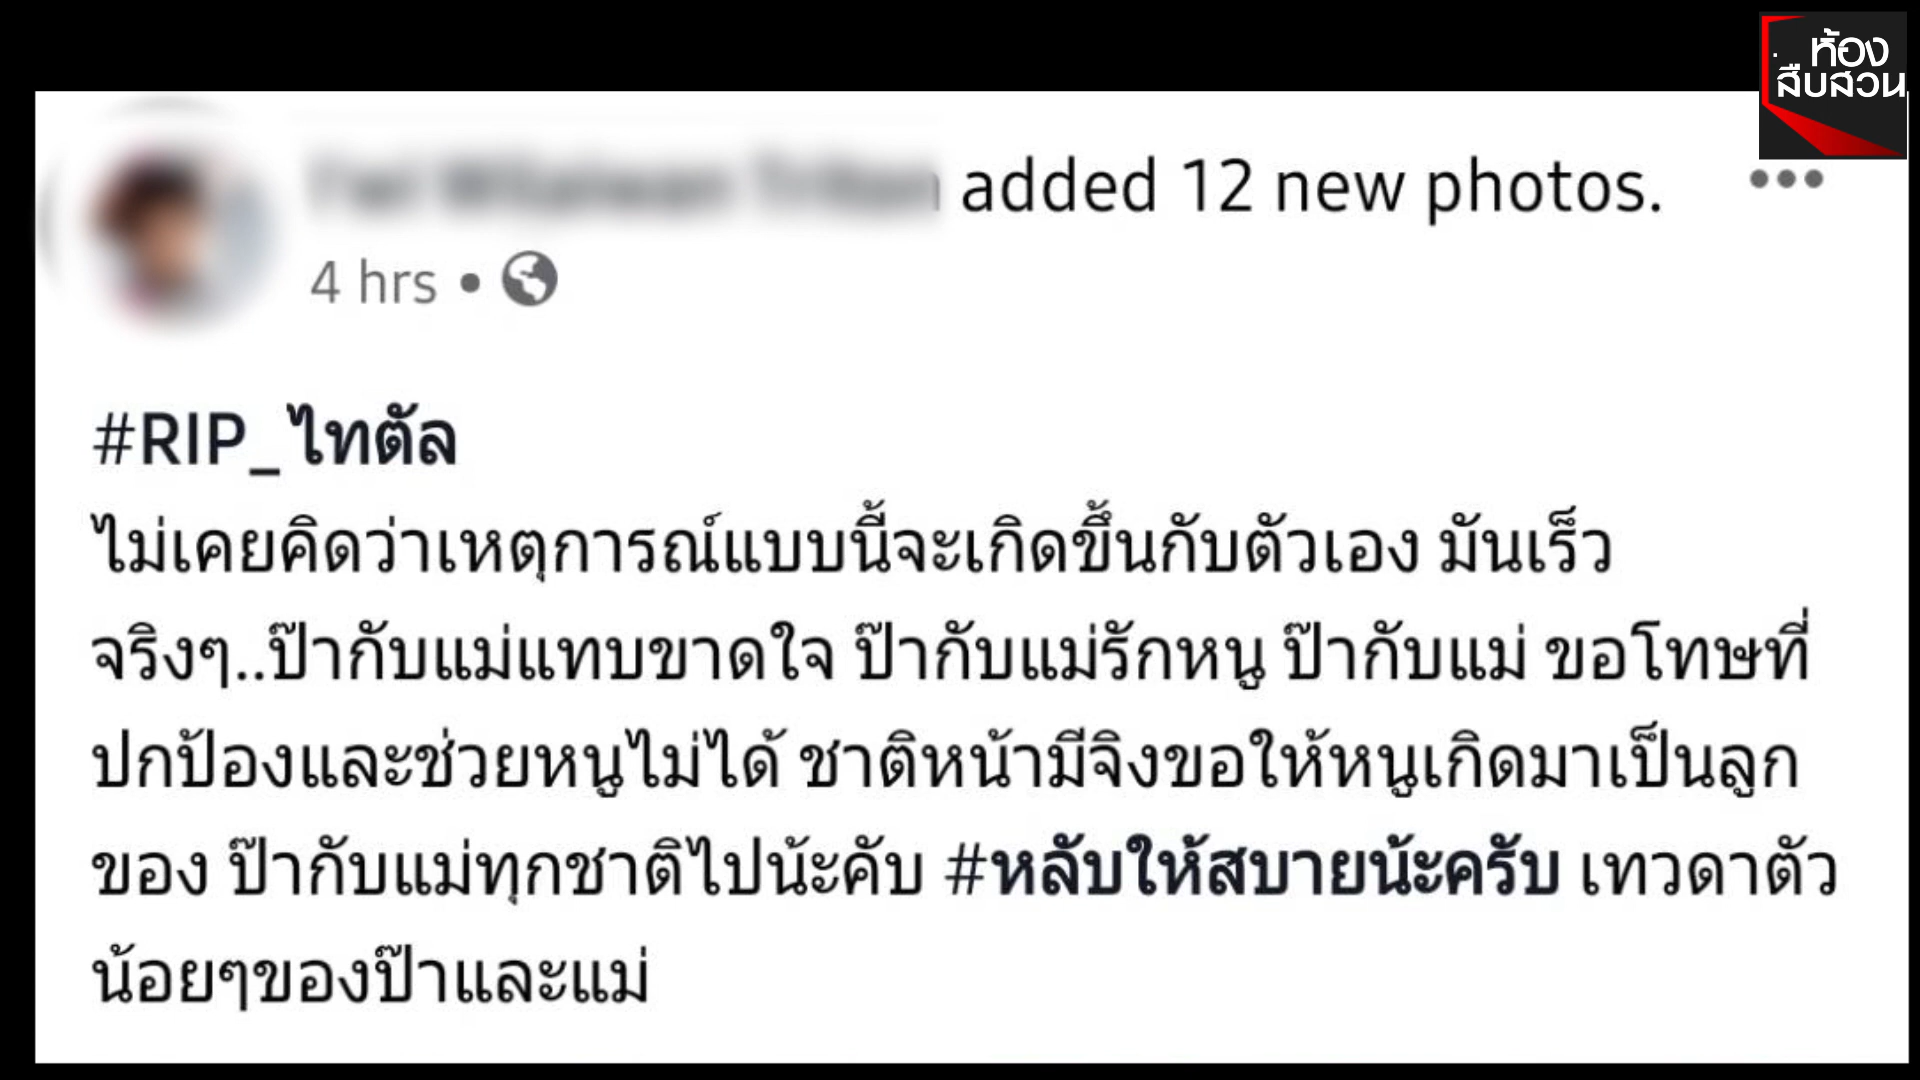 ห้อง
สืบสวน
added 12 new photos.
4 hrs
#RIP_ไทตัล
ไม่เคยคิดว่าเหตุการณ์แบบนี้จะเกิดขึ้นกับตัวเอง มันเร็ว
จริงๆ..ป๊ากับแม่แทบขาดใจ ป๊ากับแม่รักหนู ป๊ากับแม่ ขอโทษที่
ปกป้องและช่วยหนูไม่ได้ ชาติหน้ามีจิงขอให้หนูเกิดมาเป็นลูก
ของ ป๊ากับแม่ทุกชาติไปน้ะคับ #หลับให้สบายน้ะครับ เทวดาตัว
น้อยๆของป๊าและแม่